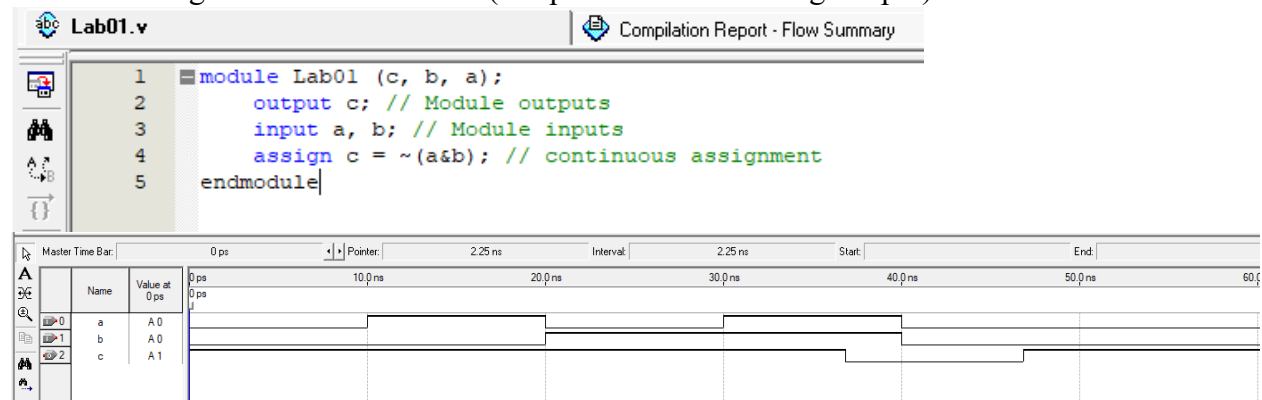 abc Lab01.v Compilation Report - Flow Summary
1 module Lab01 (c, b, a);
2 output c; // Module outputs
3 input a, b; // Module inputs
4 assign c = ~(a&b); // continuous assignment
5 endmodule
Master Time Bar: 0 ps Pointer: 2.25 ns Interval: 2.25 ns Start: End:
Name Value at 0 ps 0 ps 10.0 ns 20.0 ns 30.0 ns 40.0 ns 50.0 ns 60.0
0 ps
0 a A 0
1 b A 0
2 c A 1